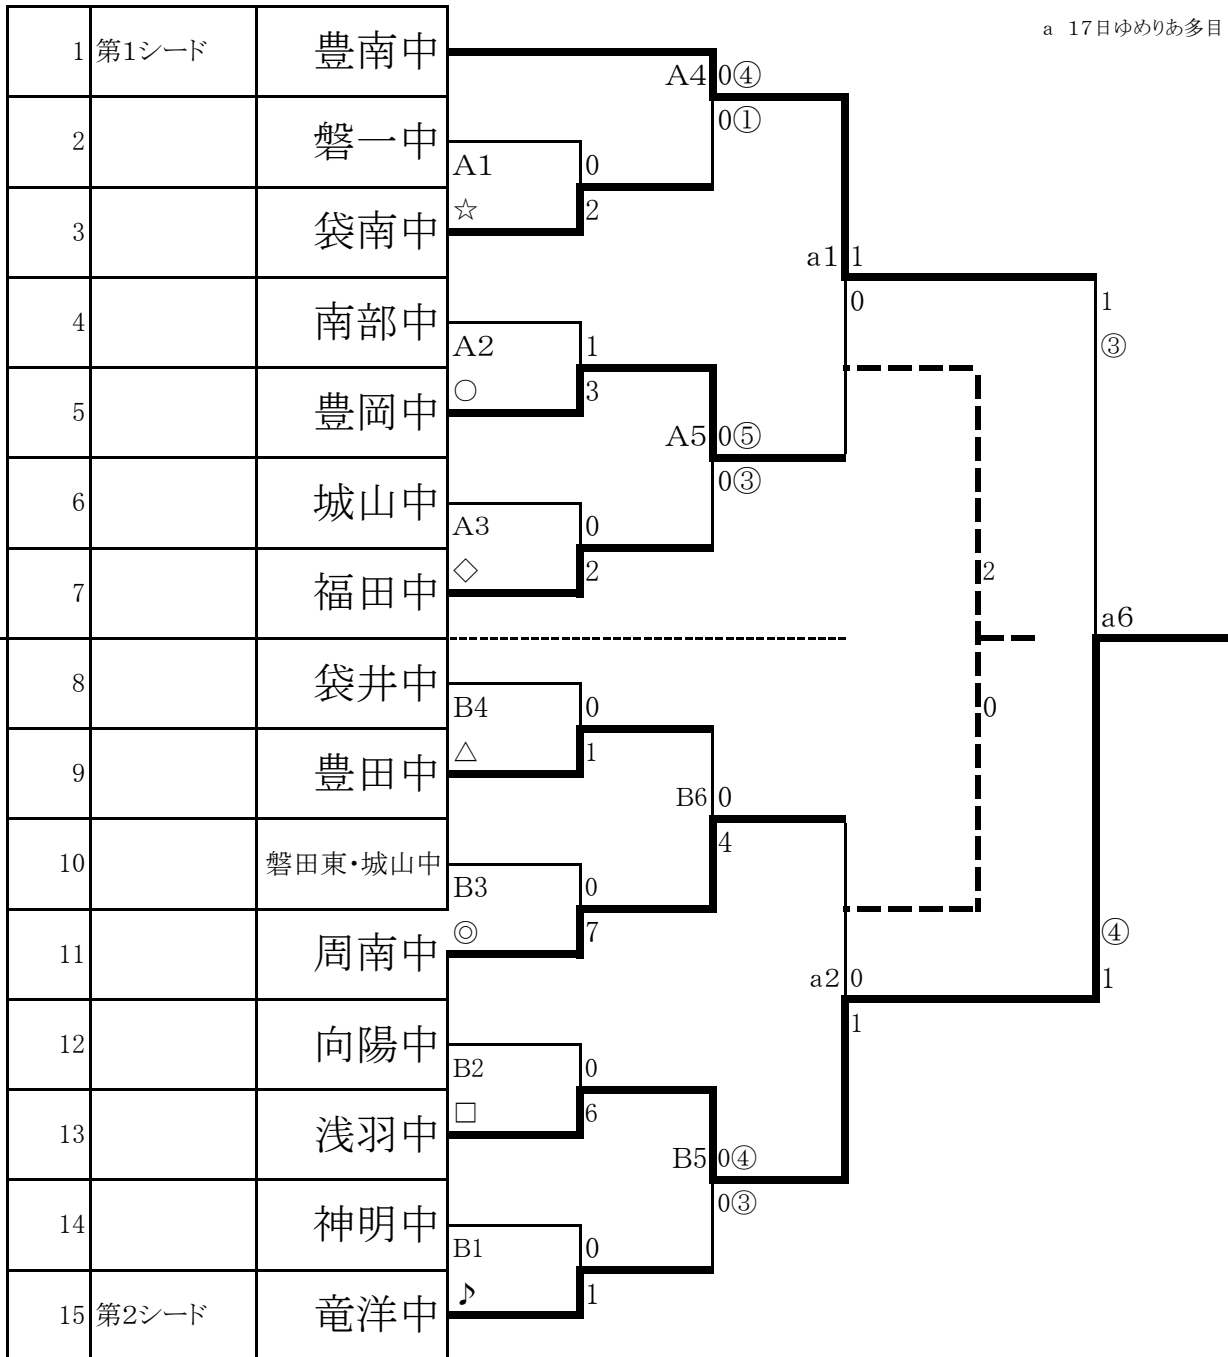 a 17日ゆめりあ多目
1 第1シード 豊南中
A4 0④
0①
2 磐一中
A1 0
☆ 2
3 袋南中
a1 1
0
4 南部中
1
③
A2 1
○ 3
5 豊岡中
A5 0⑤
0③
6 城山中
A3 0
◇ 2
7 福田中
2
a6
8 袋井中
0
B4 0
△ 1
9 豊田中
B6 0
4
10 磐田東・城山中
B3 0
◎ 7
11 周南中
④
a2 0
1
1
12 向陽中
B2 0
□ 6
13 浅羽中
B5 0④
0③
14 神明中
B1 0
♪ 1
15 第2シード 竜洋中